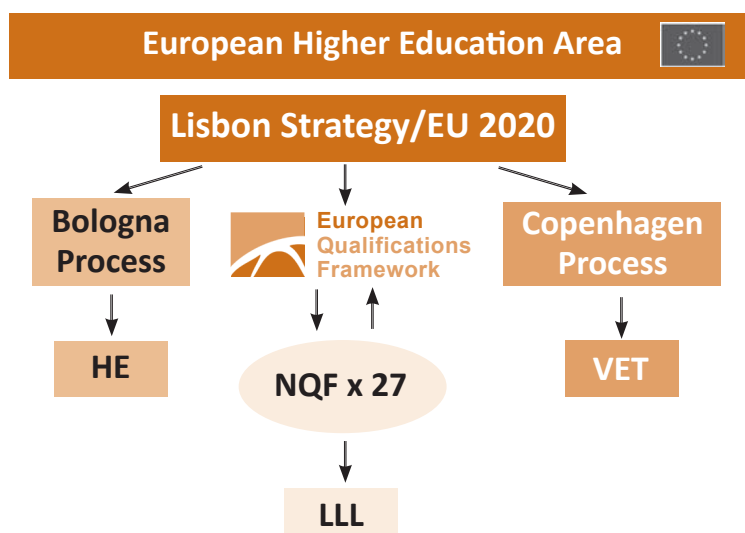 European Higher Education Area
Lisbon Strategy/EU 2020
Bologna
Process
European
Qualifications
Framework
Copenhagen
Process
HE
NQF x 27
VET
LLL